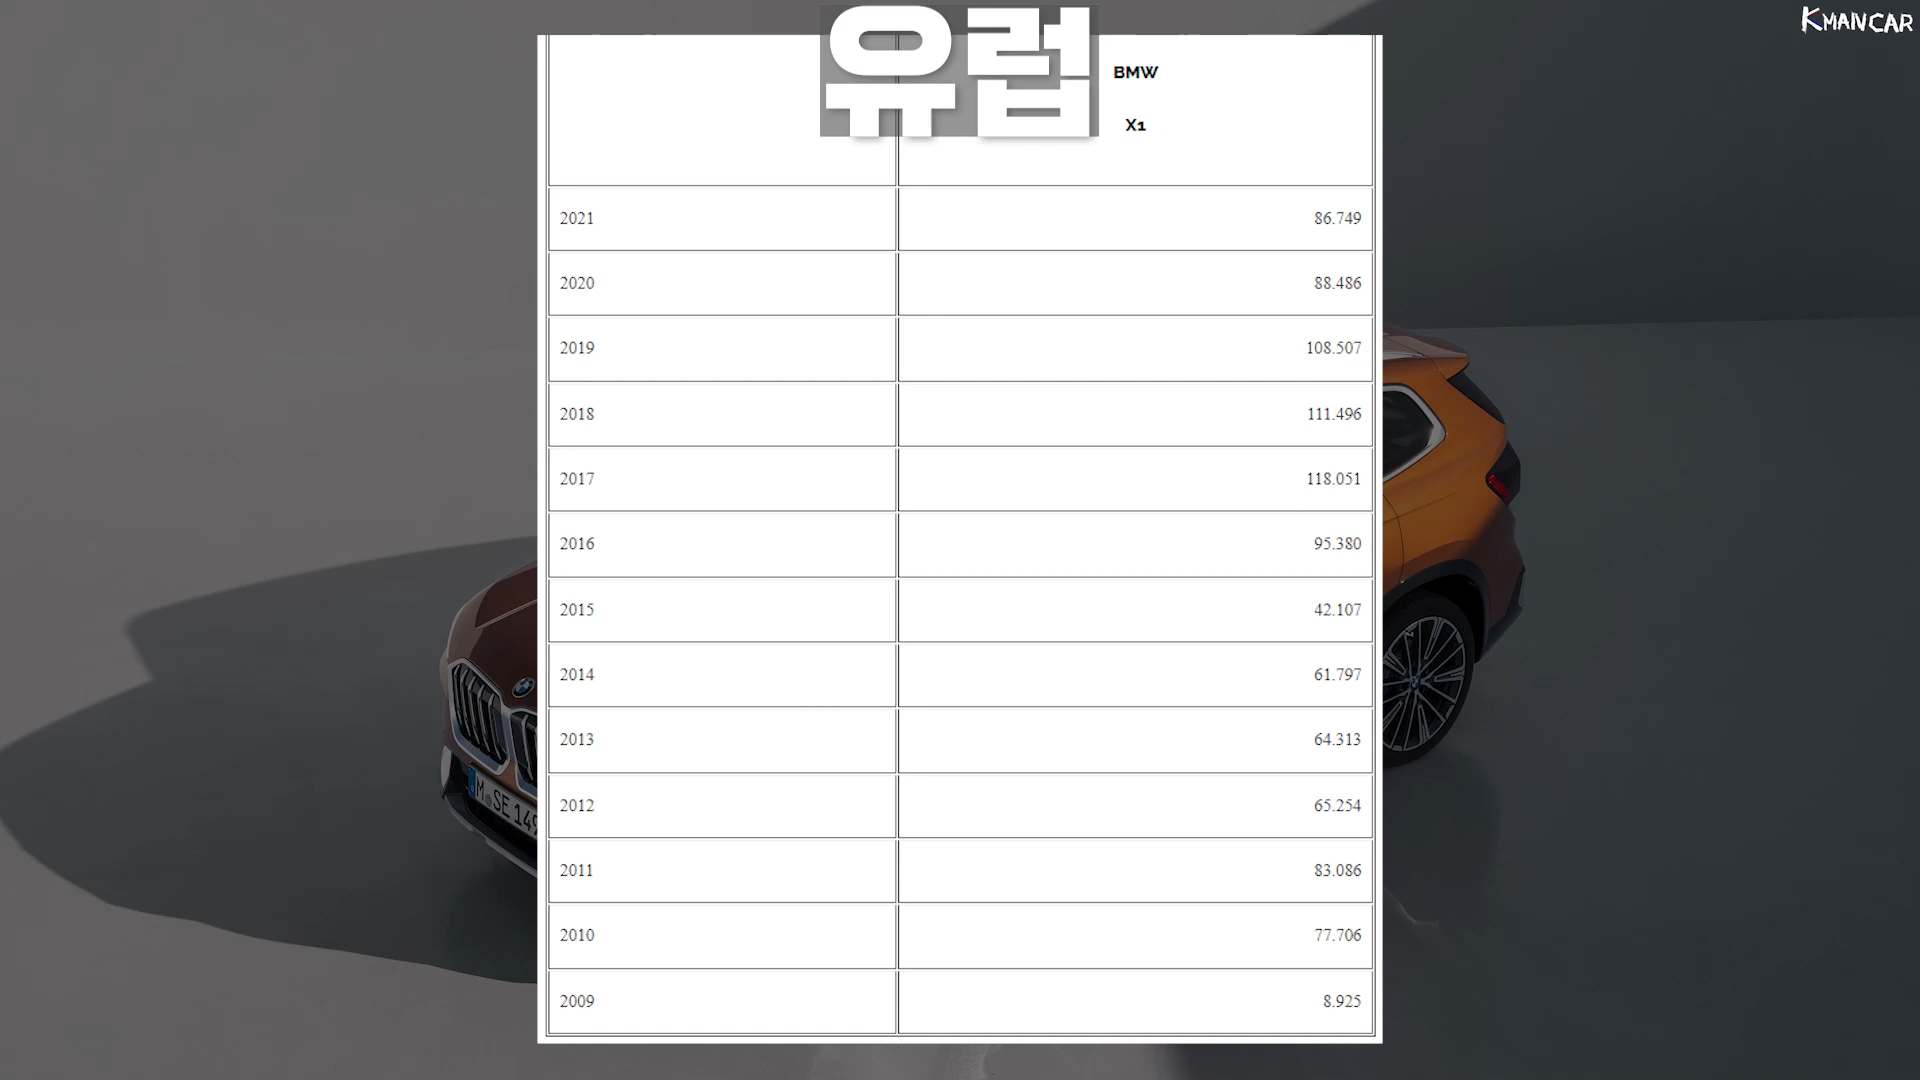 유럽
KMANCAR
BMW
X1
2021 86.749
2020 88.486
2019 108.507
2018 111.496
2017 118.051
2016 95.380
2015 42.107
2014 61.797
2013 64.313
2012 65.254
2011 83.086
2010 77.706
2009 8.925
M SE 149